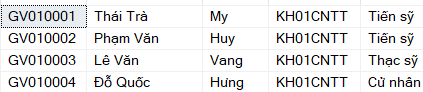 GV010001 Thái Trà My KH01CNTT Tiến sỹ
GV010002 Phạm Văn Huy KH01CNTT Tiến sỹ
GV010003 Lê Văn Vang KH01CNTT Thạc sỹ
GV010004 Đỗ Quốc Hưng KH01CNTT Cử nhân